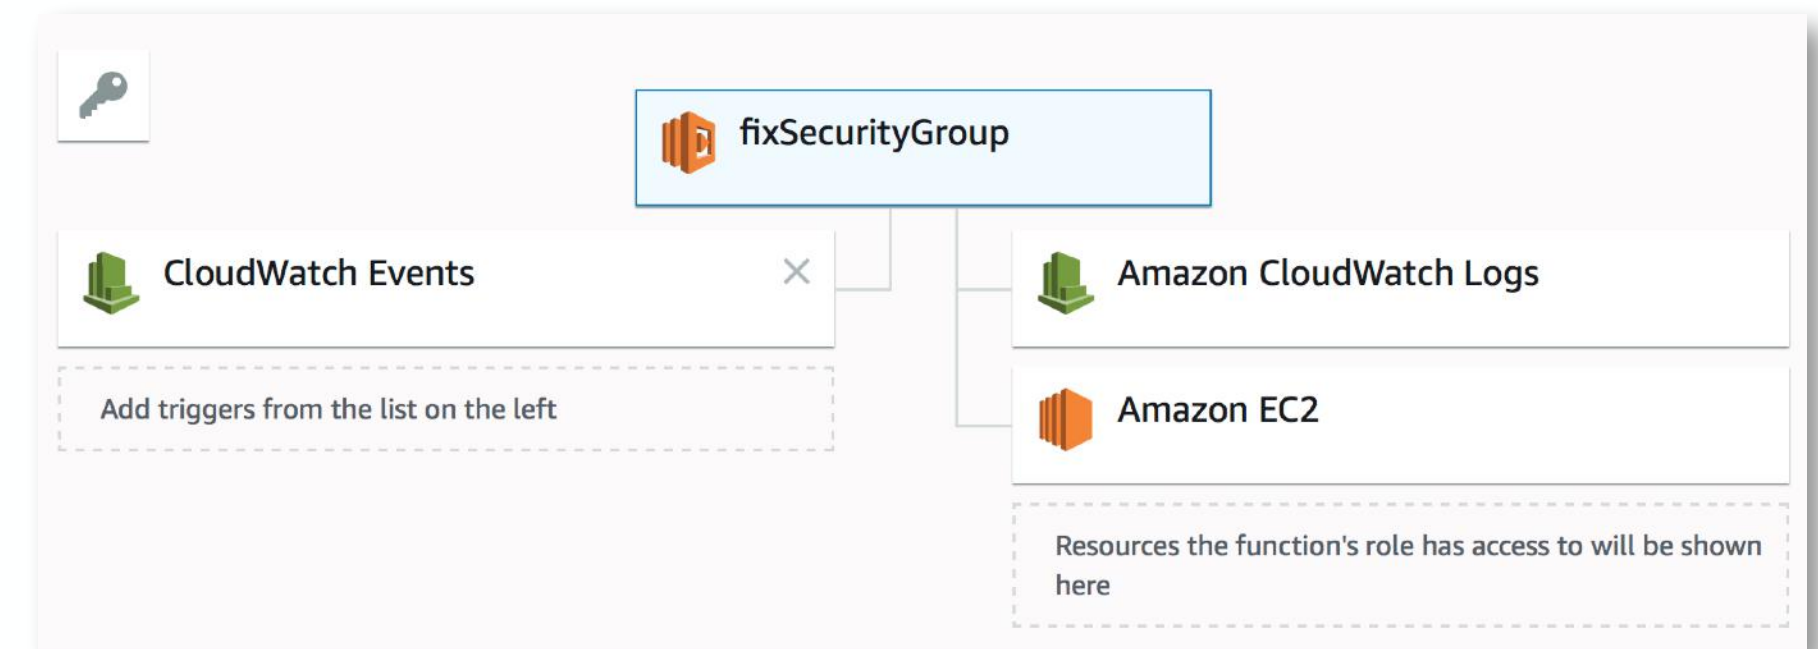 fixSecurityGroup
CloudWatch Events
Add triggers from the list on the left
Amazon CloudWatch Logs
Amazon EC2
Resources the function's role has access to will be shown
here